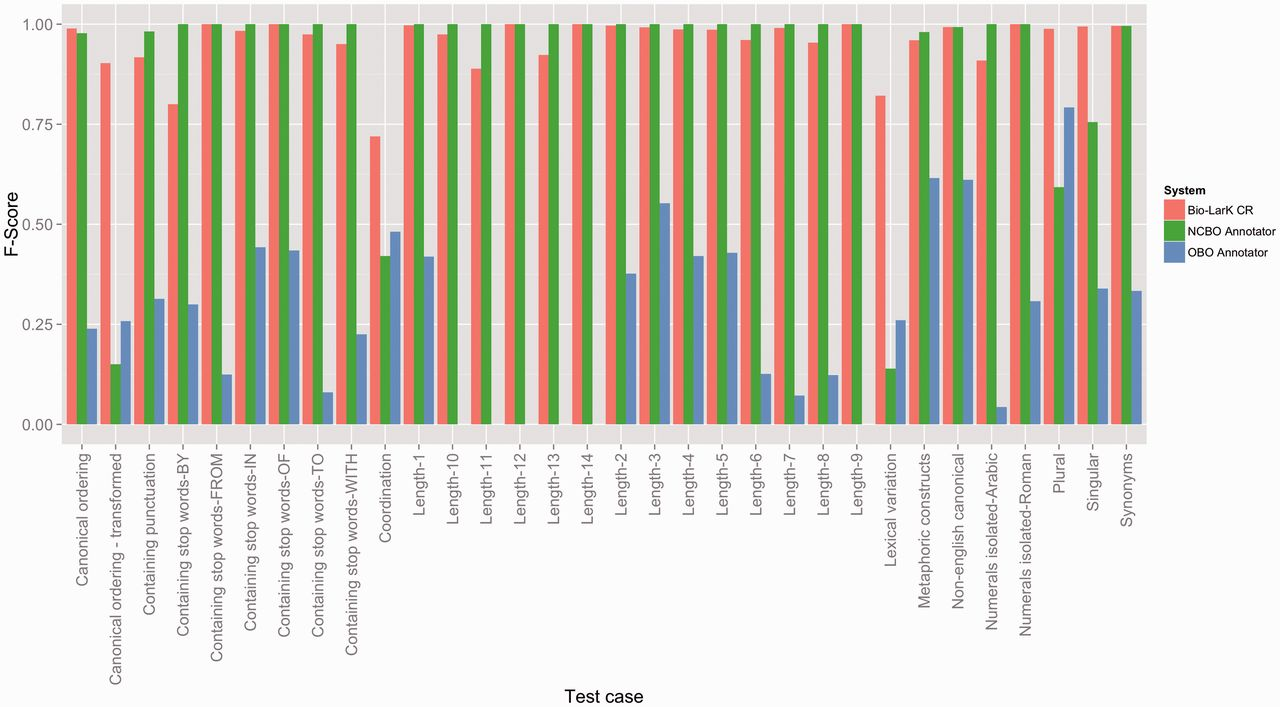 1.00
0.75
0.50
0.25
0.00
F-Score
Canonical ordering
Canonical ordering - transformed
Containing punctuation
Containing stop words-BY
Containing stop words-FROM
Containing stop words-IN
Containing stop words-OF
Containing stop words-TO
Containing stop words-WITH
Coordination
Length-1
Length-10
Length-11
Length-12
Length-13
Length-14
Length-2
Length-3
Length-4
Length-5
Length-6
Length-7
Length-8
Length-9
Lexical variation
Metaphoric constructs
Non-english canonical
Numerals isolated-Arabic
Numerals isolated-Roman
Plural
Singular
Synonyms
Test case
System
Bio-LarK CR
NCBO Annotator
OBO Annotator